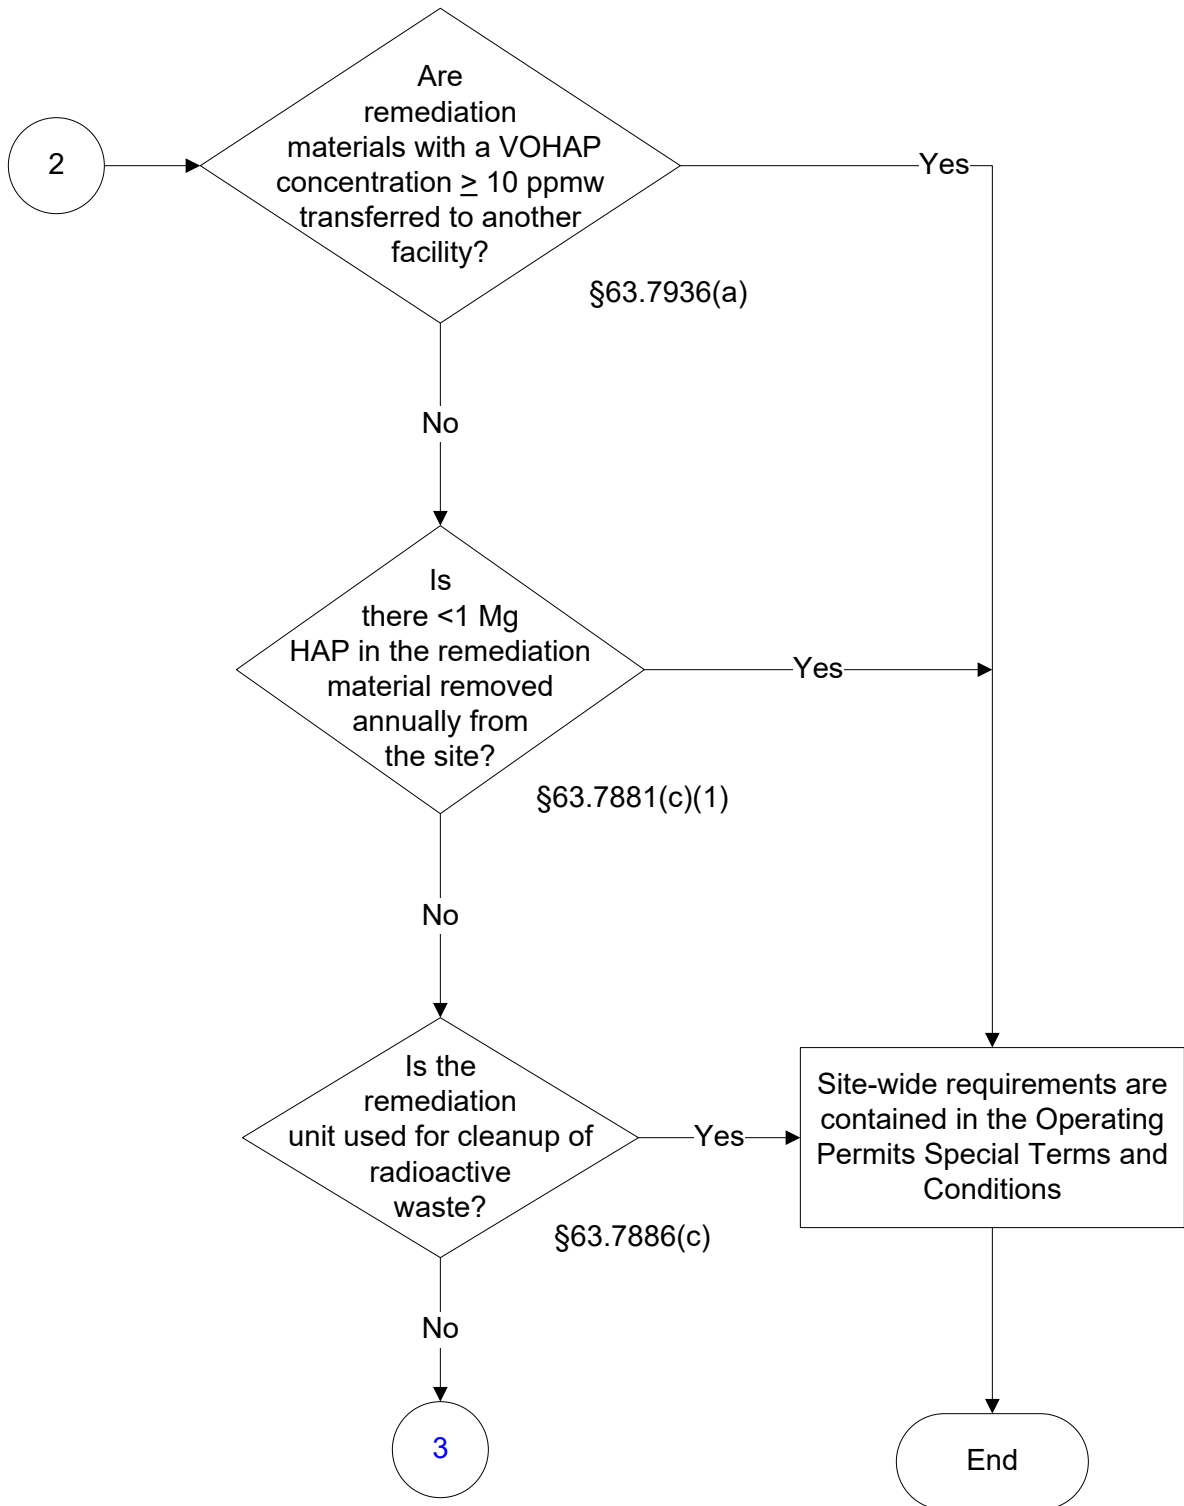 Are
remediation
materials with a VOHAP
concentration ≥ 10 ppmw
transferred to another
facility?
2
Yes
§63.7936(a)
No
Is
there <1 Mg
HAP in the remediation
material removed
annually from
the site?
Yes
§63.7881(c)(1)
No
Is the
remediation
unit used for cleanup of
radioactive
waste?
Yes
Site-wide requirements are
contained in the Operating
Permits Special Terms and
Conditions
§63.7886(c)
No
3
End